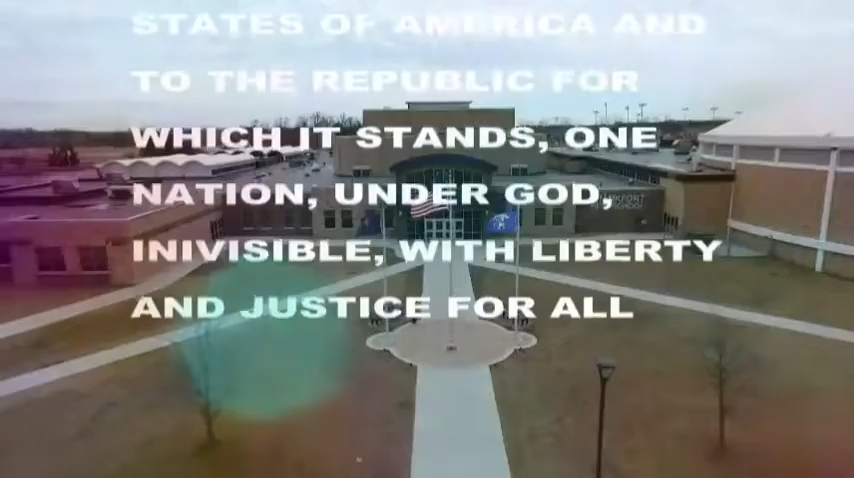 STATES OF AMERICA AND
TO THE REPUBLIC FOR
WHICH IT STANDS, ONE
NATION, UNDER GOD,
INIVISIBLE, WITH LIBERTY
AND JUSTICE FOR ALL